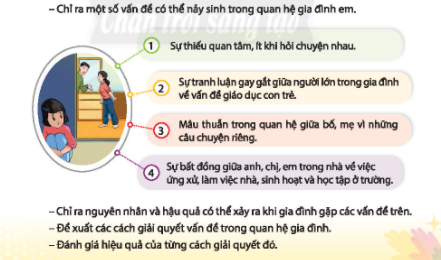 – Chỉ ra một số vấn đề có thể nảy sinh trong quan hệ gia đình em.
Chân trời sáng tạo
1 Sự thiếu quan tâm, ít khi hỏi chuyện nhau.
2 Sự tranh luận gay gắt giữa người lớn trong gia đình
về vấn đề giáo dục con trẻ.
3 Mâu thuẫn trong quan hệ giữa bố, mẹ vì những
câu chuyện riêng.
4 Sự bất đồng giữa anh, chị, em trong nhà về việc
ứng xử, làm việc nhà, sinh hoạt và học tập ở trường.
– Chỉ ra nguyên nhân và hậu quả có thể xảy ra khi gia đình gặp các vấn đề trên.
– Đề xuất các cách giải quyết vấn đề trong quan hệ gia đình.
– Đánh giá hiệu quả của từng cách giải quyết đó.